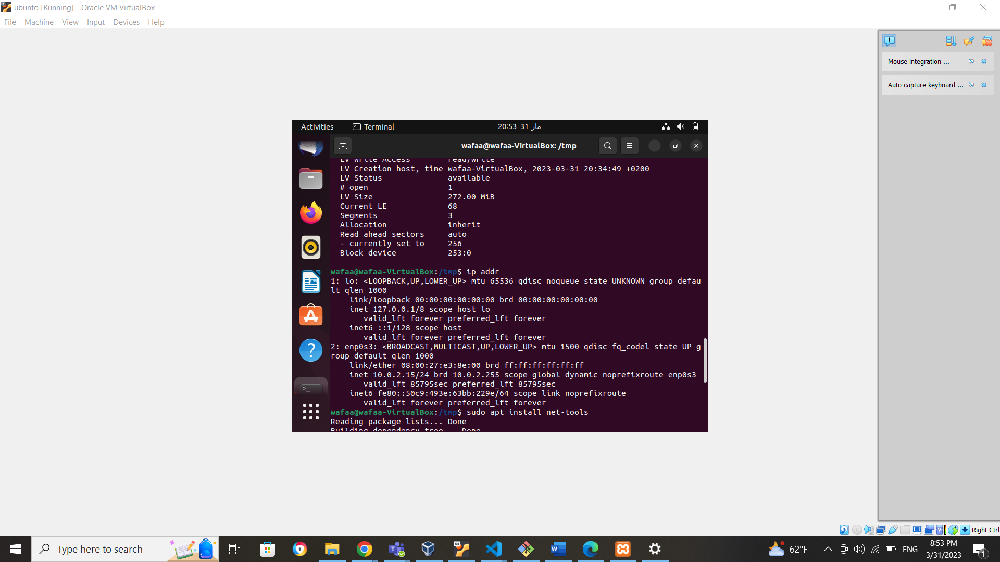 ubunto [Running] - Oracle VM VirtualBox
File Machine View Input Devices Help
Mouse integration ...
Auto capture keyboard ...
Activities Terminal 20:53 31 مار
wafaa@wafaa-VirtualBox: /tmp
LV Write Access read/write
LV Creation host, time wafaa-VirtualBox, 2023-03-31 20:34:49 +0200
LV Status available
# open 1
LV Size 272.00 MiB
Current LE 68
Segments 3
Allocation inherit
Read ahead sectors auto
- currently set to 256
Block device 253:0
wafaa@wafaa-VirtualBox:/tmp$ ip addr
1: lo: <LOOPBACK,UP,LOWER_UP> mtu 65536 qdisc noqueue state UNKNOWN group defau
lt qlen 1000
link/loopback 00:00:00:00:00:00 brd 00:00:00:00:00:00
inet 127.0.0.1/8 scope host lo
valid_lft forever preferred_lft forever
inet6 ::1/128 scope host
valid_lft forever preferred_lft forever
2: enp0s3: <BROADCAST,MULTICAST,UP,LOWER_UP> mtu 1500 qdisc fq_codel state UP g
roup default qlen 1000
link/ether 08:00:27:e3:8e:00 brd ff:ff:ff:ff:ff:ff
inet 10.0.2.15/24 brd 10.0.2.255 scope global dynamic noprefixroute enp0s3
valid_lft 85795sec preferred_lft 85795sec
inet6 fe80::50c9:493e:63bb:229e/64 scope link noprefixroute
valid_lft forever preferred_lft forever
wafaa@wafaa-VirtualBox:/tmp$ sudo apt install net-tools
Reading package lists... Done
Building dependency tree... Done
Right Ctrl
Type here to search
62°F
ENG
8:53 PM
3/31/2023
1